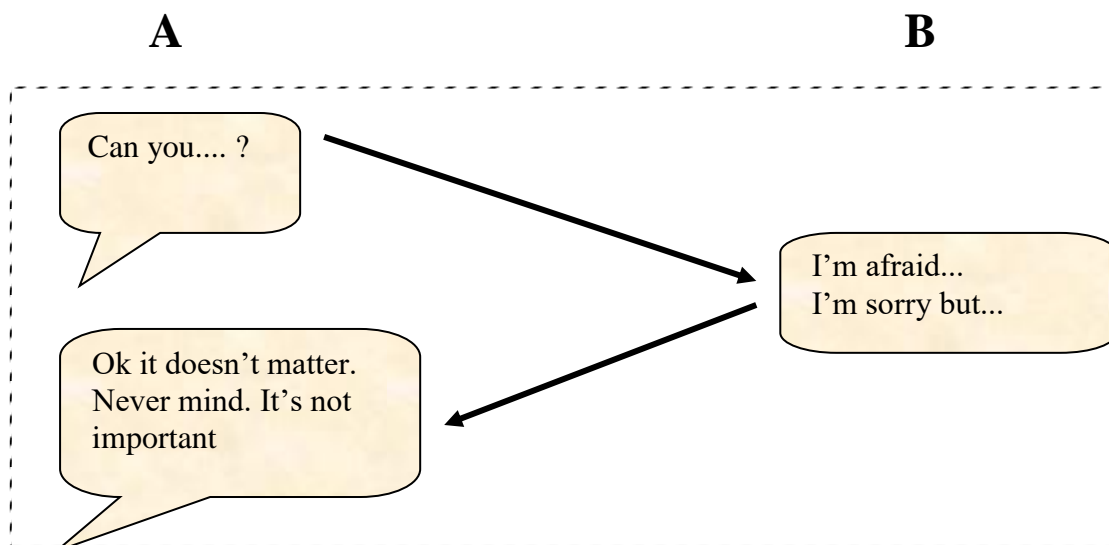 A
B
Can you.... ?
I’m afraid...
I’m sorry but...
Ok it doesn’t matter.
Never mind. It’s not
important